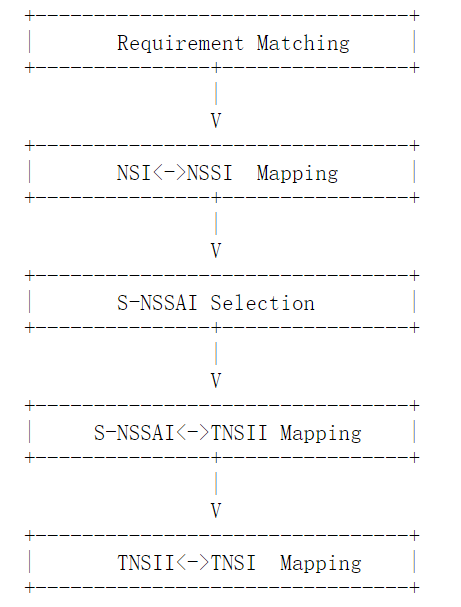 +--------------------------------+
|       Requirement Matching     |
+---------------+----------------+
                |
                V
+--------------------------------+
|       NSI<->NSSI  Mapping      |
+---------------+----------------+
                |
                V
+--------------------------------+
|       S-NSSAI Selection        |
+---------------+----------------+
                |
                V
+--------------------------------+
|     S-NSSAI<->TNSII Mapping    |
+---------------+----------------+
                |
                V
+--------------------------------+
|       TNSII<->TNSI  Mapping    |
+--------------------------------+